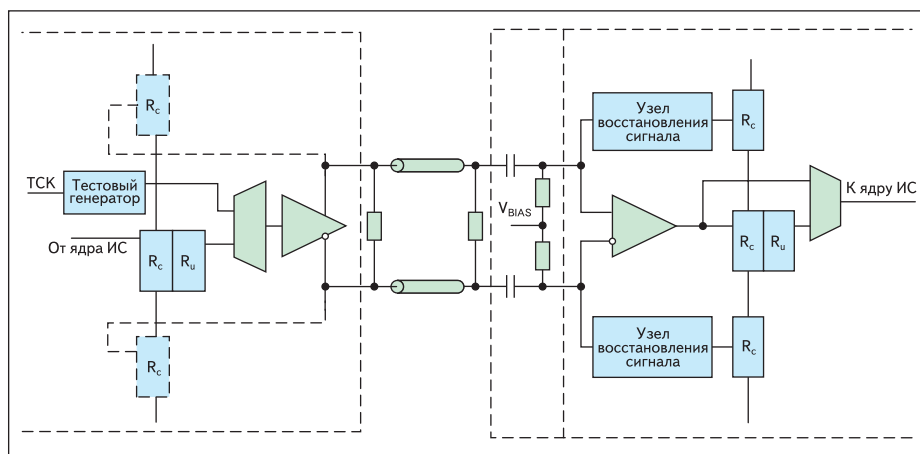 Rc
TCK
Тестовый
генератор
От ядра ИС
Rc
Ru
Rc
VBIAS
Узел
восстановления
сигнала
Rc
К ядру ИС
Rc
Ru
Узел
восстановления
сигнала
Rc